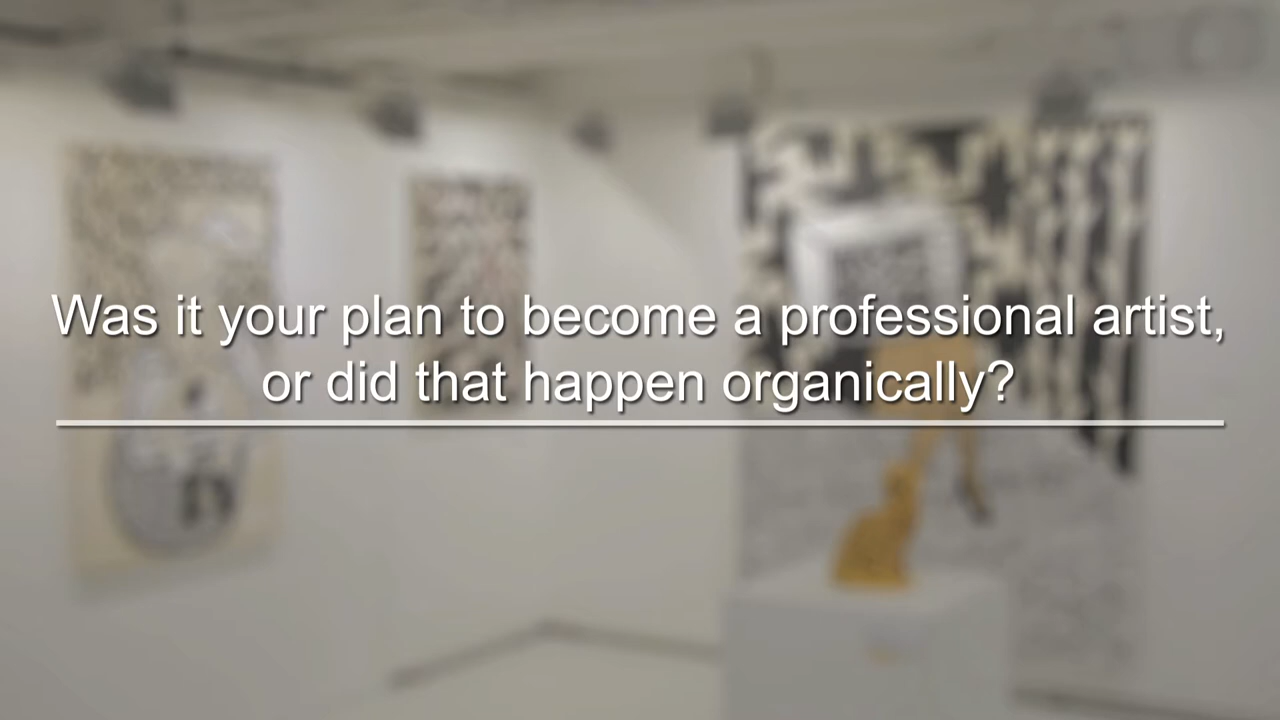 Was it your plan to become a professional artist,
or did that happen organically?